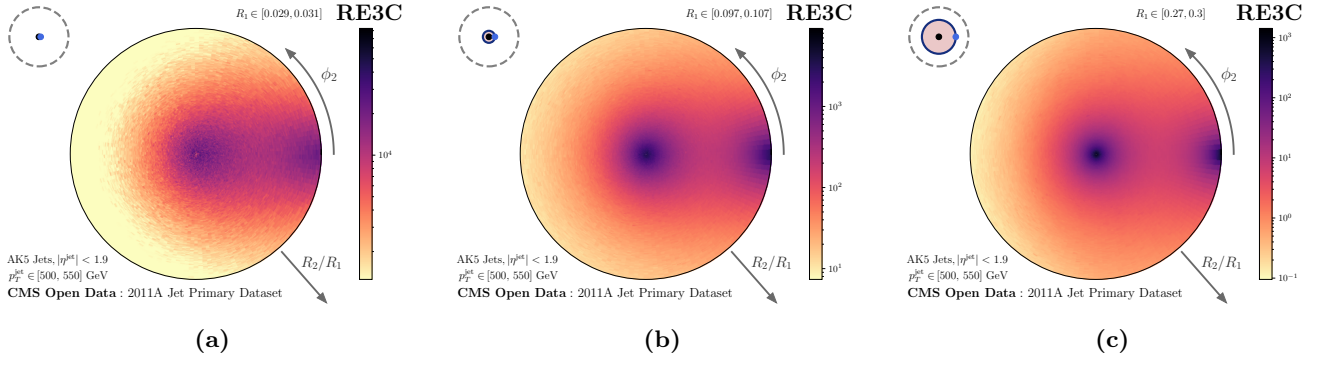 R₁ ∈ [0.029, 0.031] RE3C
ϕ₂
10⁴
R₂/R₁
AK5 Jets, |η^jet| < 1.9
p_T^jet ∈ [500, 550] GeV
CMS Open Data : 2011A Jet Primary Dataset
(a)
R₁ ∈ [0.097, 0.107] RE3C
ϕ₂
10³
10²
10¹
R₂/R₁
AK5 Jets, |η^jet| < 1.9
p_T^jet ∈ [500, 550] GeV
CMS Open Data : 2011A Jet Primary Dataset
(b)
R₁ ∈ [0.27, 0.3] RE3C
10³
ϕ₂
10²
10¹
10⁰
10⁻¹
R₂/R₁
AK5 Jets, |η^jet| < 1.9
p_T^jet ∈ [500, 550] GeV
CMS Open Data : 2011A Jet Primary Dataset
(c)